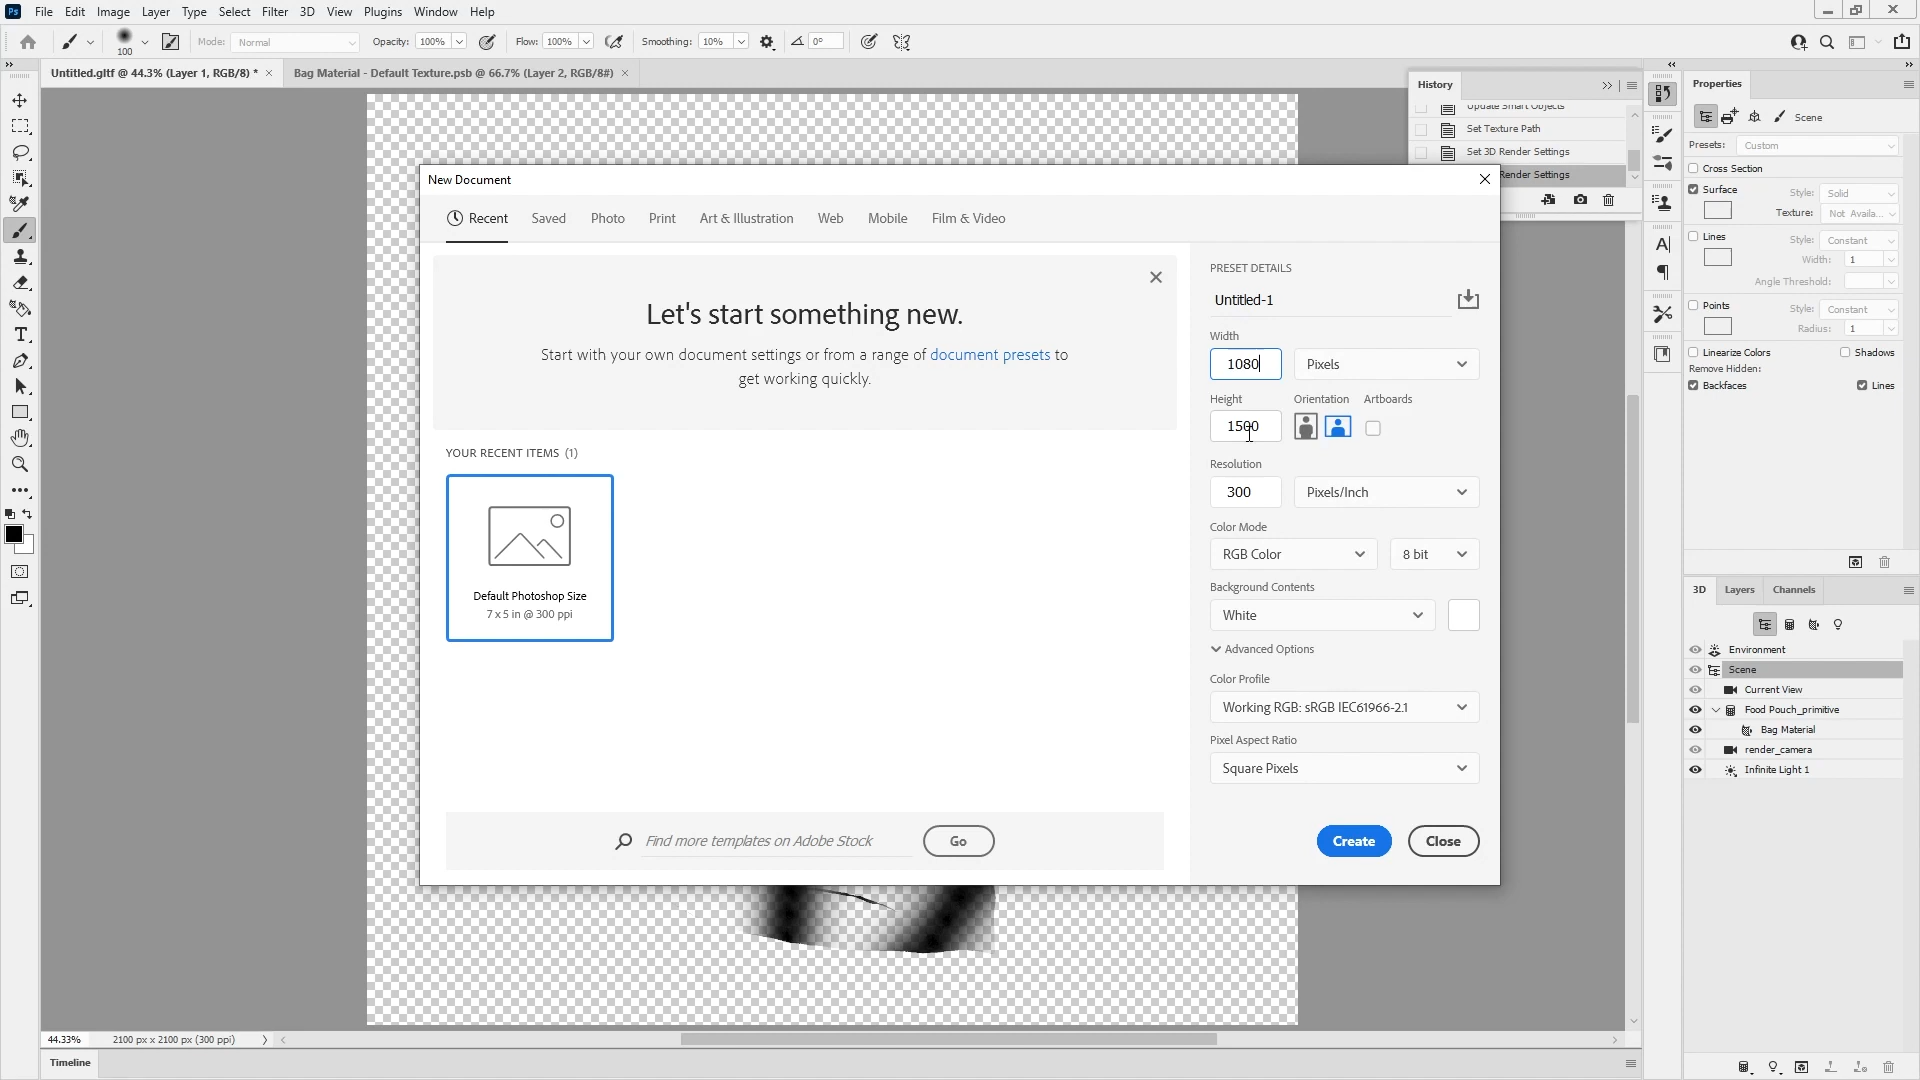 File Edit Image Layer Type Select Filter 3D View Plugins Window Help
100 Mode: Normal Opacity: 100% Flow: 100% Smoothing: 10% 0°
Untitled.gltf @ 44.3% (Layer 1, RGB/8) * × Bag Material - Default Texture.psb @ 66.7% (Layer 2, RGB/8#) ×
History
Update Smart Objects
Set Texture Path
Set 3D Render Settings
Render Settings
New Document
Recent Saved Photo Print Art & Illustration Web Mobile Film & Video
Let's start something new.
Start with your own document settings or from a range of document presets to
get working quickly.
YOUR RECENT ITEMS (1)
Default Photoshop Size
7 x 5 in @ 300 ppi
Find more templates on Adobe Stock Go
PRESET DETAILS
Untitled-1
Width
1080 Pixels
Height Orientation Artboards
1500
Resolution
300 Pixels/Inch
Color Mode
RGB Color 8 bit
Background Contents
White
Advanced Options
Color Profile
Working RGB: sRGB IEC61966-2.1
Pixel Aspect Ratio
Square Pixels
Create Close
Properties
Scene
Presets: Custom
Cross Section
Surface Style: Solid
Texture: Not Availa...
Lines Style: Constant
Width: 1
Angle Threshold:
Points Style: Constant
Radius: 1
Linearize Colors Shadows
Remove Hidden:
Backfaces Lines
3D Layers Channels
Environment
Scene
Current View
Food Pouch_primitive
Bag Material
render_camera
Infinite Light 1
44.33% 2100 px x 2100 px (300 ppi)
Timeline